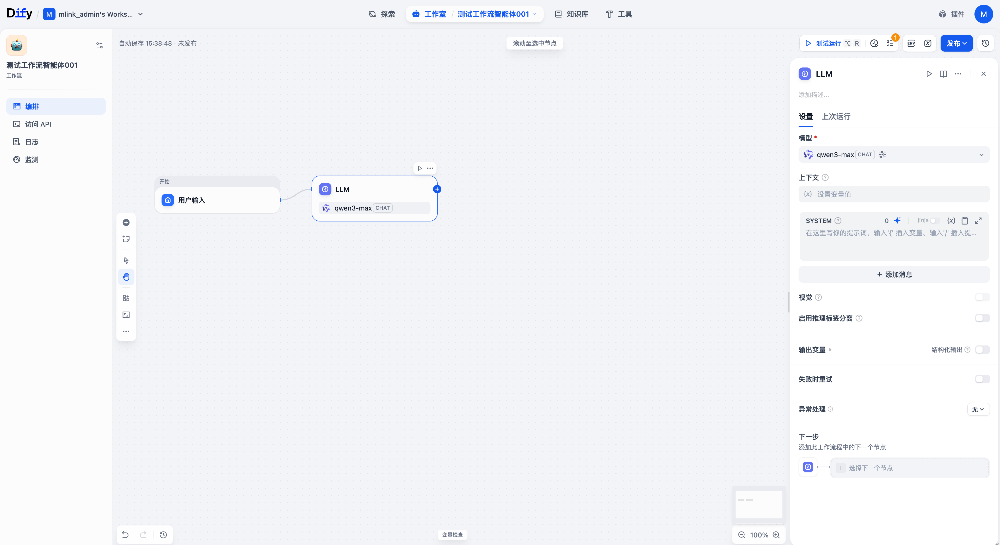 Dify / M mlink_admin's Works...
探索
工作室 / 测试工作流智能体001
知识库
工具
插件
M
测试工作流智能体001
工作流
编排
访问 API
日志
监测
自动保存 15:38:48 · 未发布
滚动至选中节点
测试运行 ⌥ R
1
ENV
发布
开始
用户输入
LLM
qwen3-max CHAT
变量检查
100%
LLM
添加描述...
设置 上次运行
模型 *
qwen3-max CHAT
上下文
{x} 设置变量值
SYSTEM 0 Jinja {x}
在这里写你的提示词，输入'{' 插入变量、输入'/' 插入提...
+ 添加消息
视觉
启用推理标签分离
输出变量 结构化输出
失败时重试
异常处理 无
下一步
添加此工作流程中的下一个节点
+ 选择下一个节点